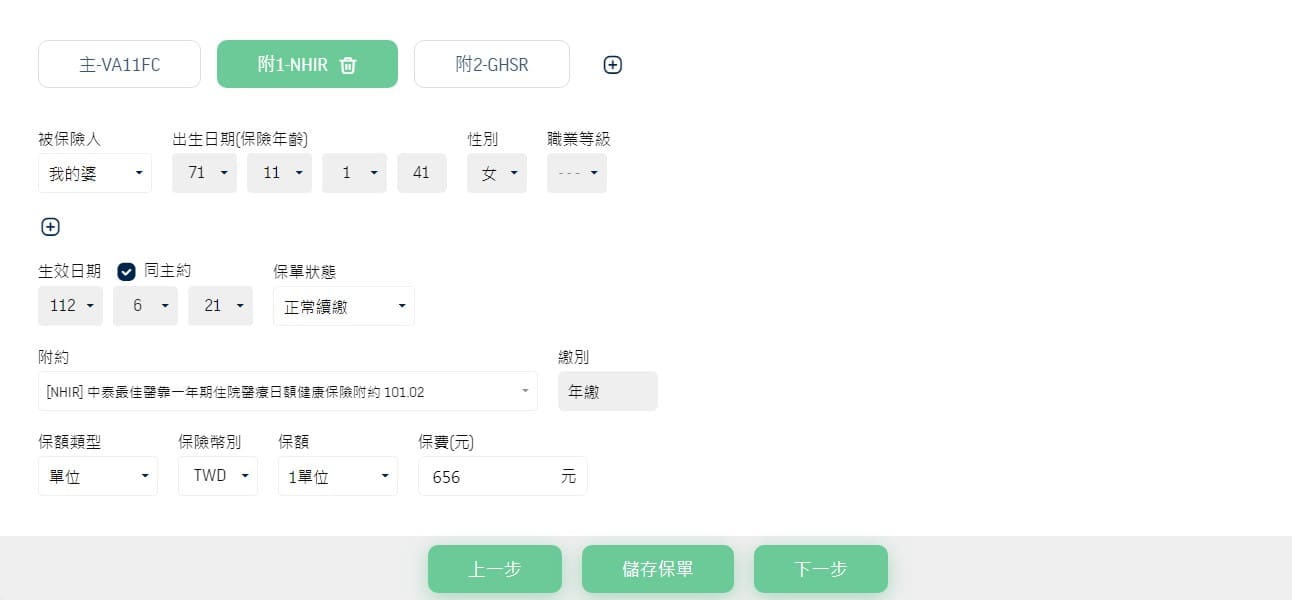 主-VA11FC 附1-NHIR 附2-GHSR
被保險人 出生日期(保險年齡) 性別 職業等級
我的婆 71 11 1 41 女 ---
生效日期 同主約 保單狀態
112 6 21 正常續繳
附約 繳別
[NHIR] 中泰最佳醫靠一年期住院醫療日額健康保險附約 101.02 年繳
保額類型 保險幣別 保額 保費(元)
單位 TWD 1單位 656 元
上一步 儲存保單 下一步